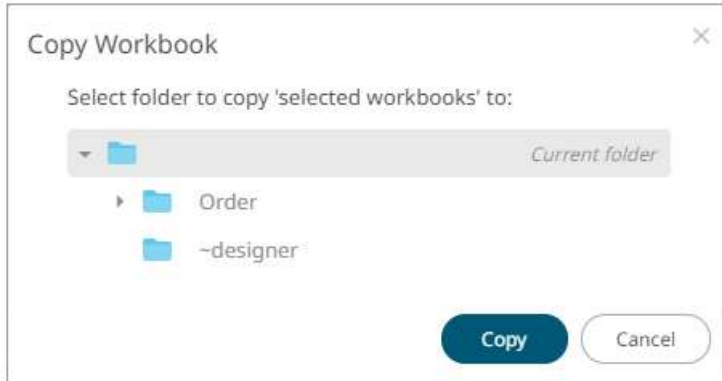 Copy Workbook
Select folder to copy 'selected workbooks' to:
Current folder
Order
~designer
Copy Cancel